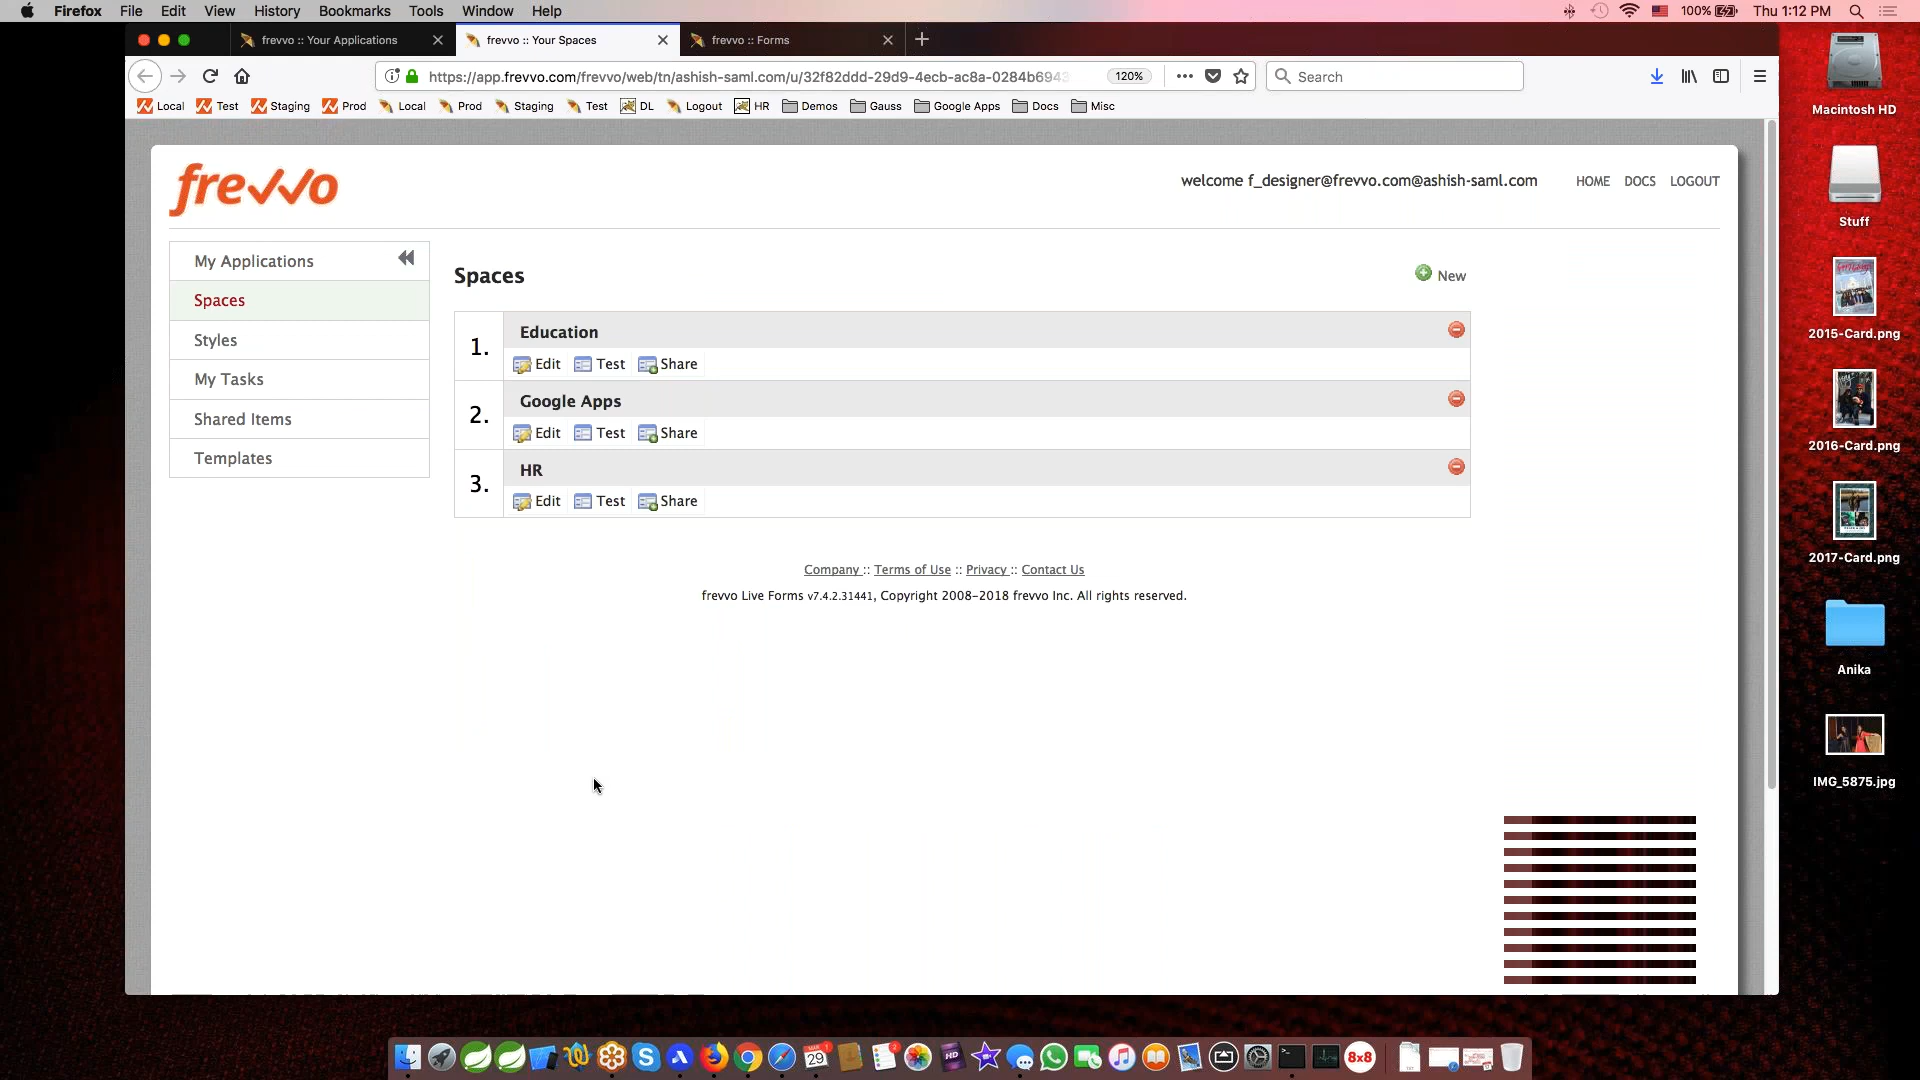 Firefox File Edit View History Bookmarks Tools Window Help 100% Thu 1:12 PM
frevvo :: Your Applications frevvo :: Your Spaces frevvo :: Forms
https://app.frevvo.com/frevvo/web/tn/ashish-saml.com/u/32f82ddd-29d9-4ecb-ac8a-0284b6943 120% Search
Local Test Staging Prod Local Prod Staging Test DL Logout HR Demos Gauss Google Apps Docs Misc
frevvo
welcome f_designer@frevvo.com@ashish-saml.com HOME DOCS LOGOUT
My Applications
Spaces
Styles
My Tasks
Shared Items
Templates
Spaces
New
1. Education
Edit Test Share
2. Google Apps
Edit Test Share
3. HR
Edit Test Share
Company :: Terms of Use :: Privacy :: Contact Us
frevvo Live Forms v7.4.2.31441, Copyright 2008-2018 frevvo Inc. All rights reserved.
Macintosh HD
Stuff
2015-Card.png
2016-Card.png
2017-Card.png
Anika
IMG_5875.jpg
29
HD
8x8